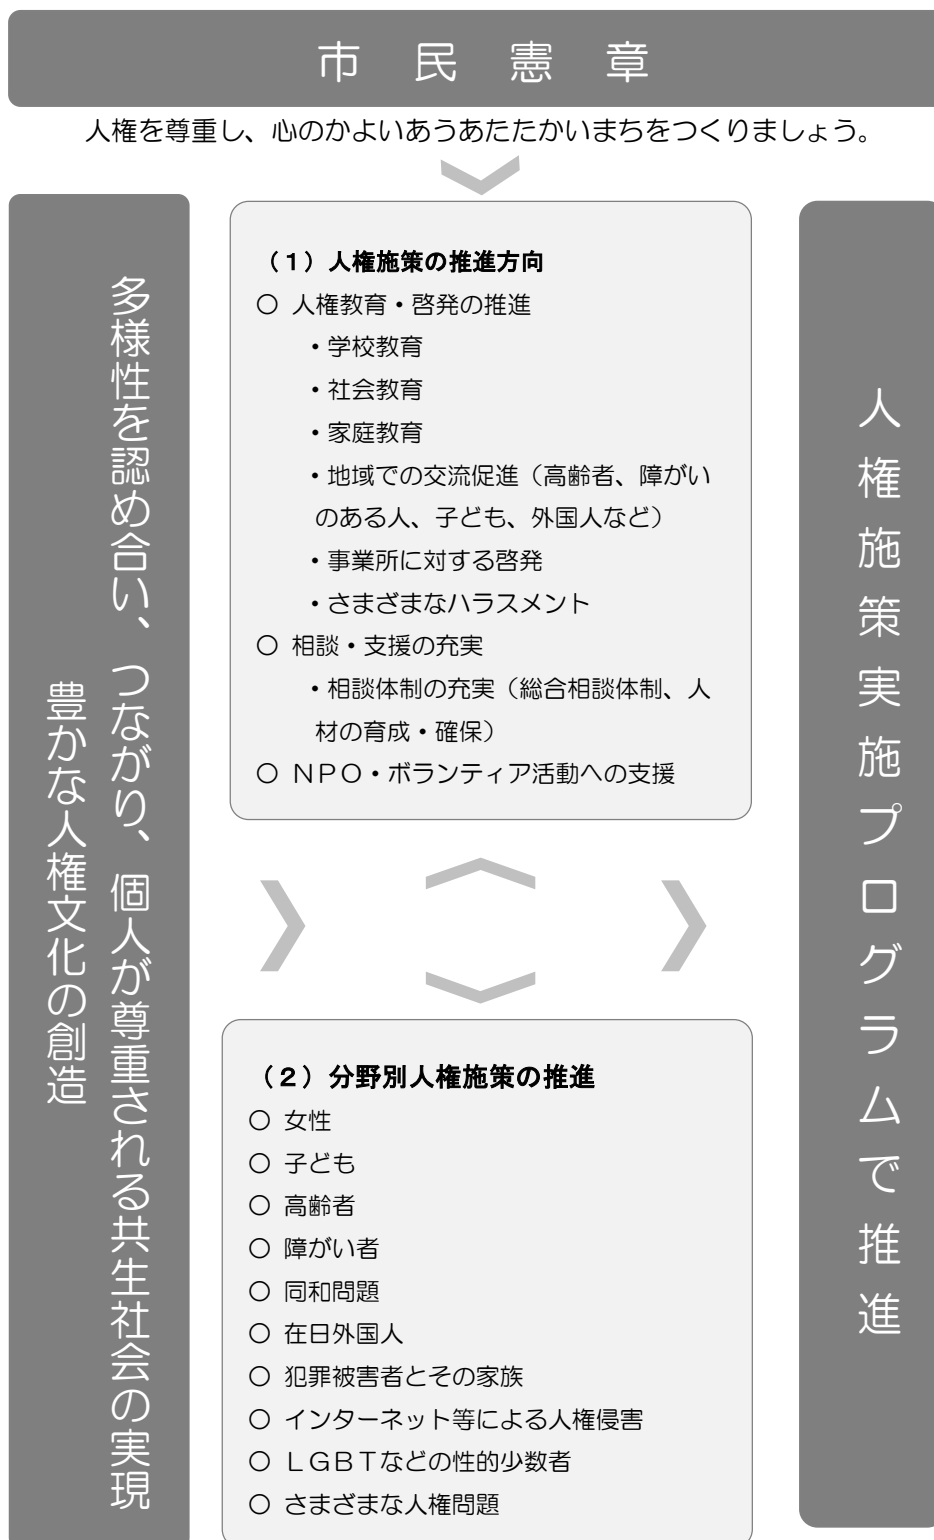 市民憲章
人権を尊重し、心のかよいあうあたたかいまちをつくりましょう。
多様性を認め合い、つながり、個人が尊重される共生社会の実現
豊かな人権文化の創造
（１）人権施策の推進方向
○ 人権教育・啓発の推進
・学校教育
・社会教育
・家庭教育
・地域での交流促進（高齢者、障がい
のある人、子ども、外国人など）
・事業所に対する啓発
・さまざまなハラスメント
○ 相談・支援の充実
・相談体制の充実（総合相談体制、人
材の育成・確保）
○ ＮＰＯ・ボランティア活動への支援
（２）分野別人権施策の推進
○ 女性
○ 子ども
○ 高齢者
○ 障がい者
○ 同和問題
○ 在日外国人
○ 犯罪被害者とその家族
○ インターネット等による人権侵害
○ ＬＧＢＴなどの性的少数者
○ さまざまな人権問題
人権施策実施プログラムで推進